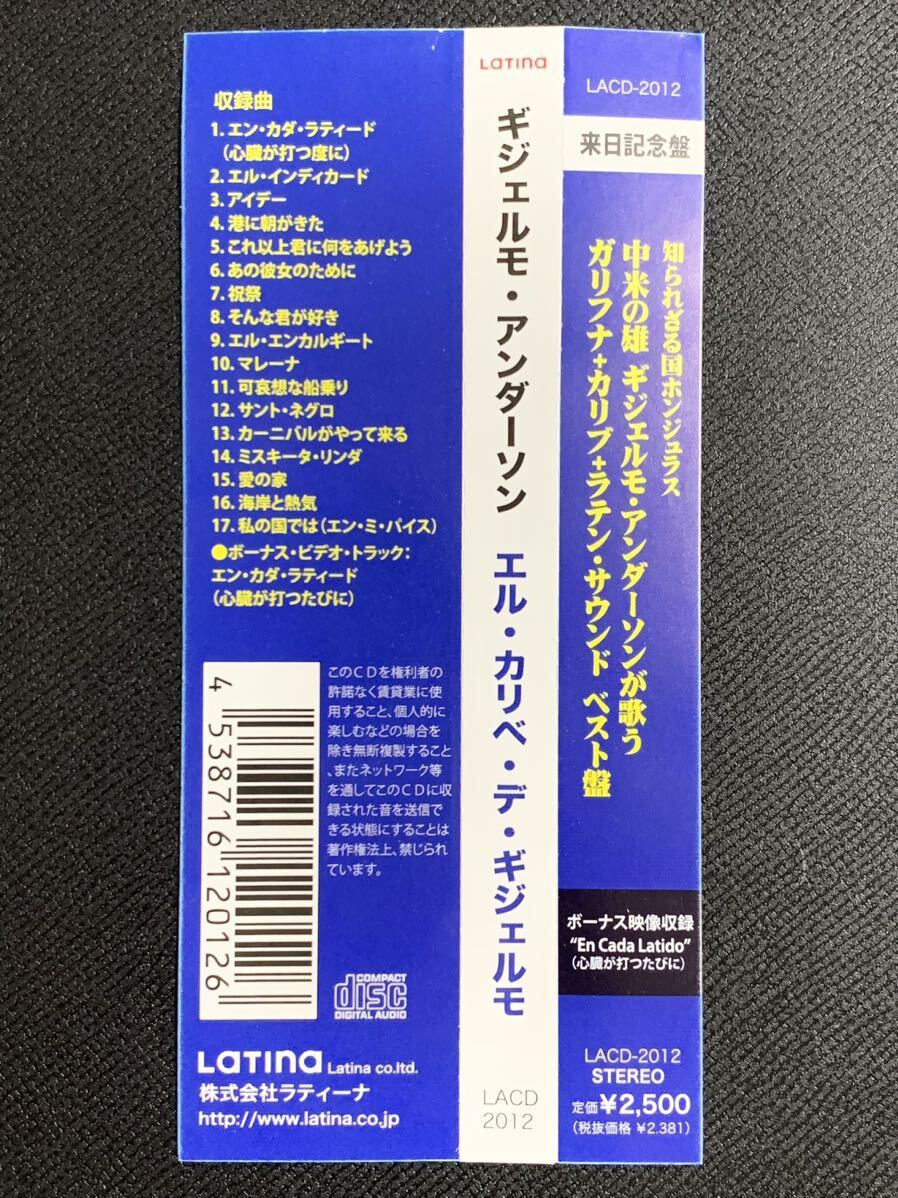 収録曲
1. エン・カダ・ラティード
(心臓が打つ度に)
2. エル・インディカード
3. アイデー
4. 港に朝がきた
5. これ以上君に何をあげよう
6. あの彼女のために
7. 祝祭
8. そんな君が好き
9. エル・エンカルギート
10. マレーナ
11. 可哀想な船乗り
12. サント・ネグロ
13. カーニバルがやって来る
14. ミスキータ・リンダ
15. 愛の家
16. 海岸と熱気
17. 私の国では(エン・ミ・パイス)
●ボーナス・ビデオ・トラック:
エン・カダ・ラティード
(心臓が打つたびに)
4 538716 120126
このCDを権利者の
許諾なく賃貸業に使
用すること、個人的に
楽しむなどの場合を
除き無断複製すること
、またネットワーク等
を通してこのCDに収
録された音を送信で
きる状態にすることは
著作権法上、禁じられ
ています。
COMPACT
disc
DIGITAL AUDIO
LATINA Latina co.ltd.
株式会社ラティーナ
http://www.latina.co.jp
LATINA
ギジェルモ・アンダーソン エル・カリベ・デ・ギジェルモ
LACD
2012
LACD-2012
来日記念盤
知られざる国ホンジュラス
中米の雄 ギジェルモ・アンダーソンが歌う
ガリフナ+カリブ+ラテン・サウンド ベスト盤
ボーナス映像収録
"En Cada Latido"
(心臓が打つたびに)
LACD-2012
STEREO
定価 ¥2,500
(税抜価格 ¥2.381)